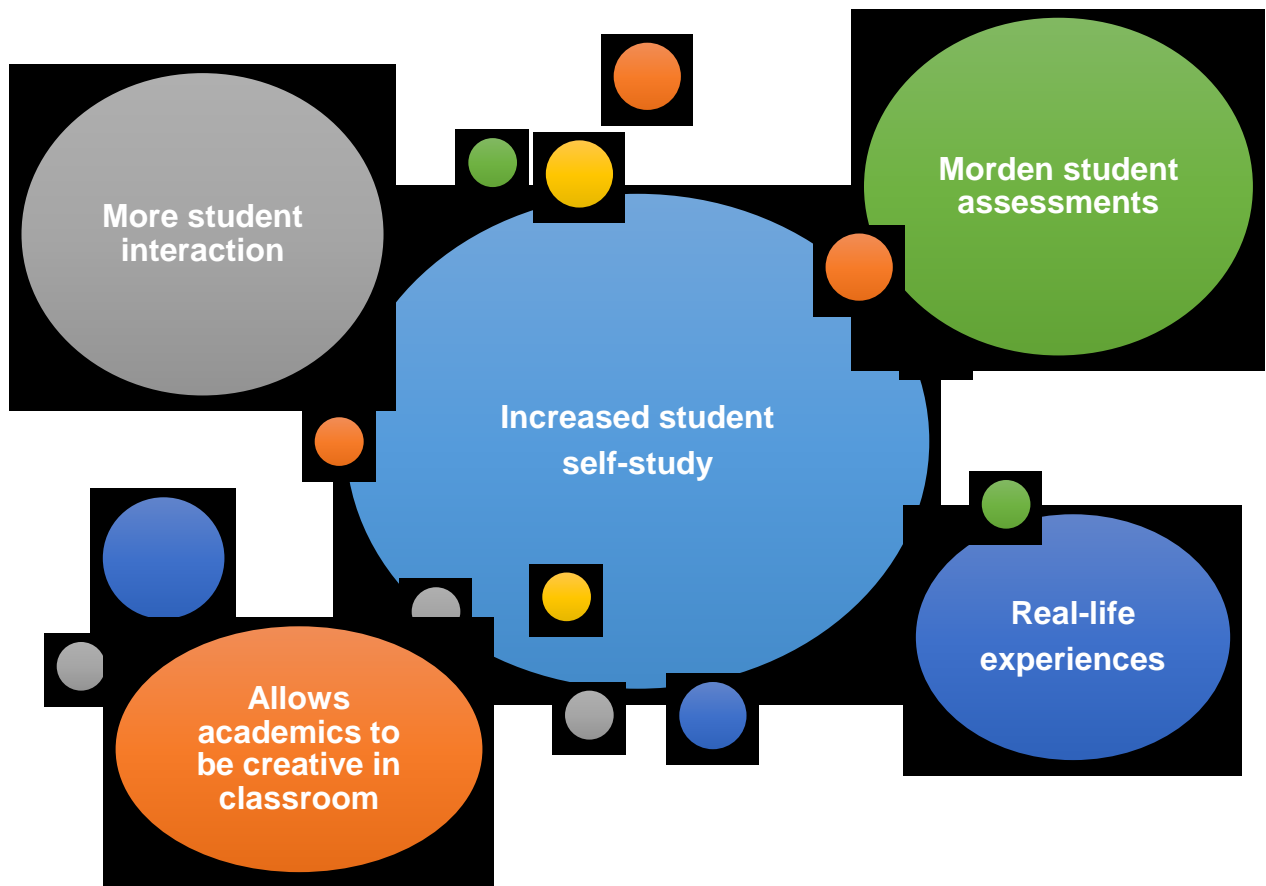 More student
interaction
Morden student
assessments
Increased student
self-study
Real-life
experiences
Allows
academics to
be creative in
classroom